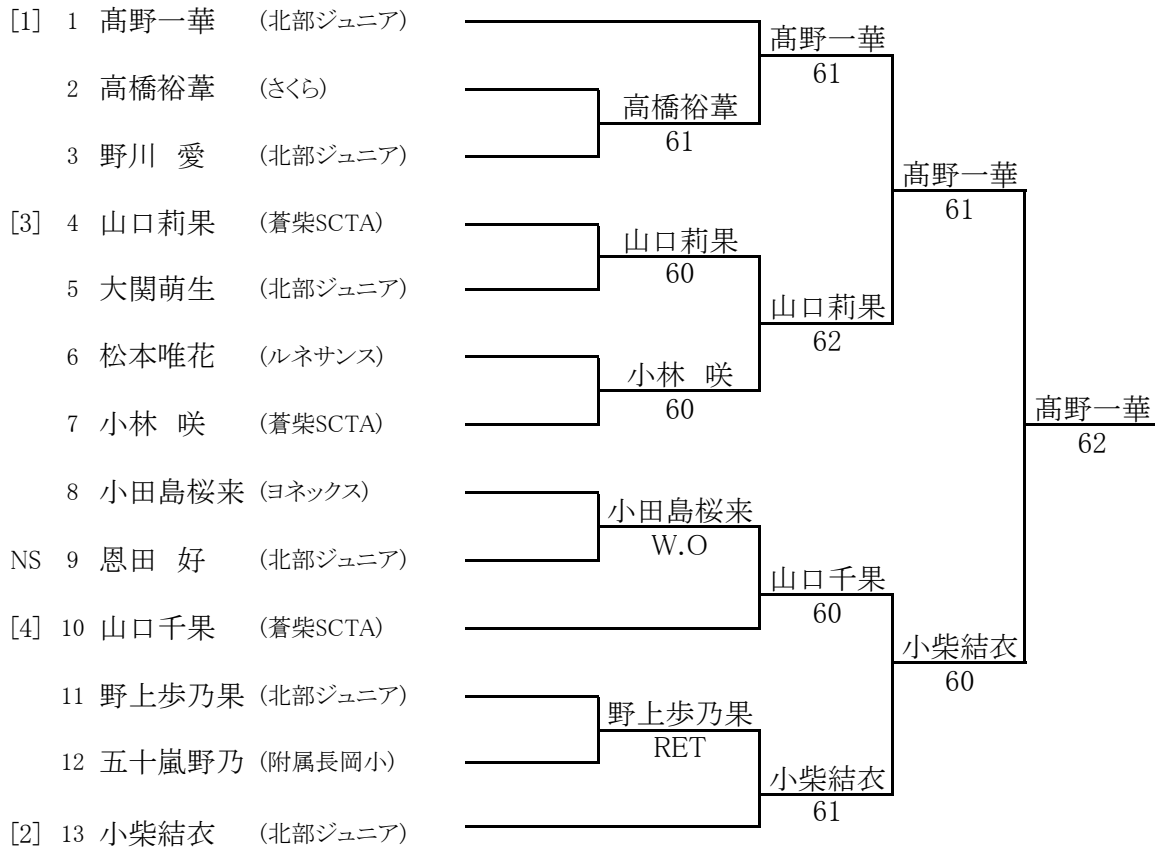 [1] 1 髙野一華 (北部ジュニア)
髙野一華
61
2 高橋裕葦 (さくら)
高橋裕葦
61
3 野川 愛 (北部ジュニア)
髙野一華
61
[3] 4 山口莉果 (蒼柴SCTA)
山口莉果
60
5 大関萌生 (北部ジュニア)
山口莉果
62
6 松本唯花 (ルネサンス)
小林 咲
60
7 小林 咲 (蒼柴SCTA)
髙野一華
62
8 小田島桜来 (ヨネックス)
小田島桜来
W.O
NS 9 恩田 好 (北部ジュニア)
山口千果
60
[4] 10 山口千果 (蒼柴SCTA)
小柴結衣
60
11 野上歩乃果 (北部ジュニア)
野上歩乃果
RET
12 五十嵐野乃 (附属長岡小)
小柴結衣
61
[2] 13 小柴結衣 (北部ジュニア)